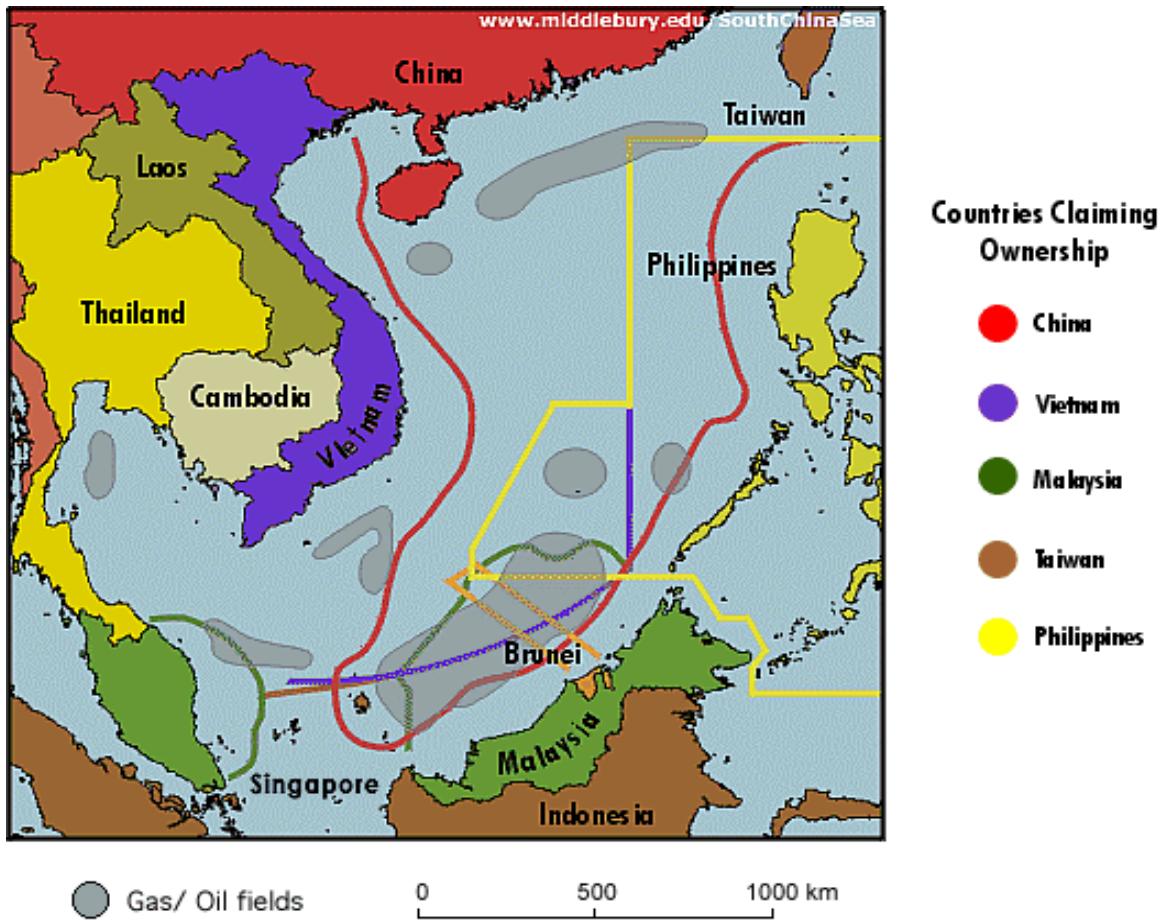 www.middlebury.edu/SouthChinaSea
China
Taiwan
Laos
Philippines
Thailand
Cambodia
Vietnam
Brunei
Malaysia
Singapore
Indonesia
Countries Claiming
Ownership
China
Vietnam
Malaysia
Taiwan
Philippines
Gas/ Oil fields
0 500 1000 km